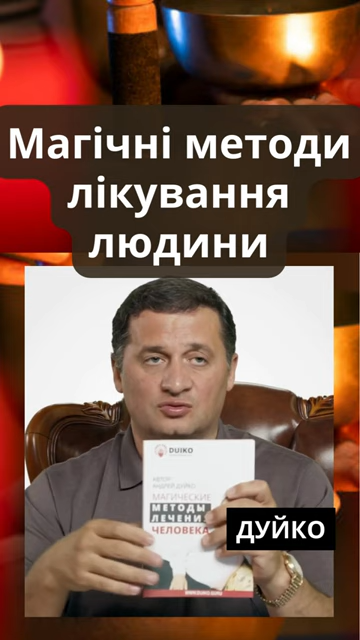 Магічні методи
лікування
людини
DUIKO
АВТОР:
АНДРЕЙ ДУЙКО
МАГИЧЕСКИЕ
МЕТОДЫ
ЛЕЧЕНИЯ
ЧЕЛОВЕКА
ДУЙКО